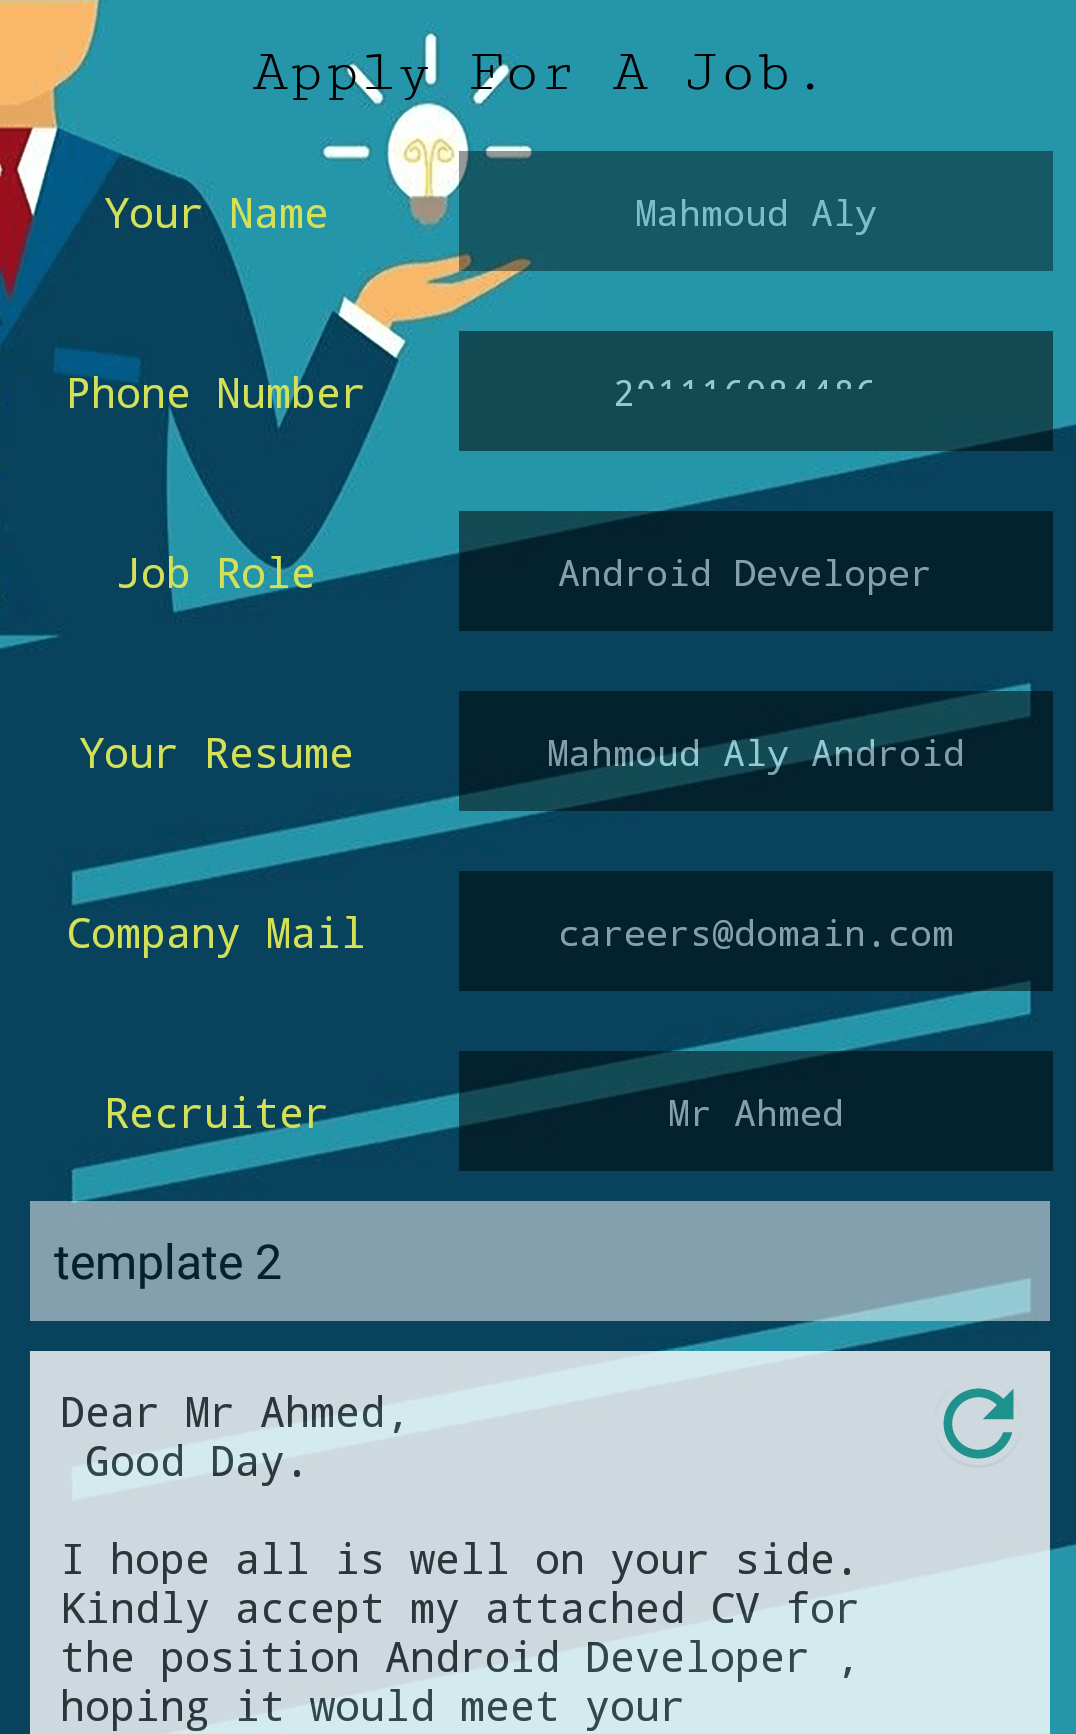 Apply For A Job.
Your Name
Mahmoud Aly
Phone Number
Job Role
Android Developer
Your Resume
Mahmoud Aly Android
Company Mail
careers@domain.com
Recruiter
Mr Ahmed
template 2
Dear Mr Ahmed,
Good Day.
I hope all is well on your side.
Kindly accept my attached CV for
the position Android Developer ,
hoping it would meet your